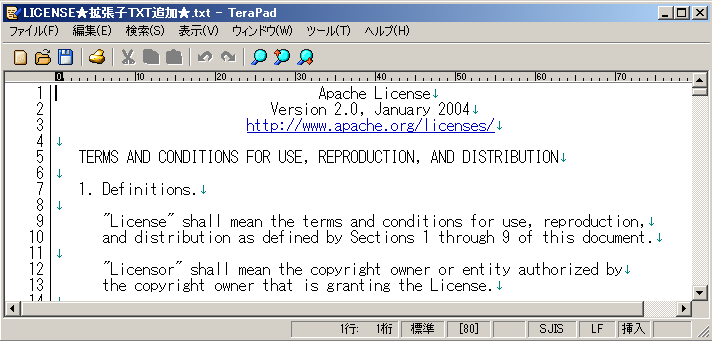 LICENSE★拡張子TXT追加★.txt - TeraPad
ファイル(F) 編集(E) 検索(S) 表示(V) ウィンドウ(W) ツール(T) ヘルプ(H)
0 10 20 30 40 50 60 70
1 Apache License↓
2 Version 2.0, January 2004↓
3 http://www.apache.org/licenses/↓
4 ↓
5 TERMS AND CONDITIONS FOR USE, REPRODUCTION, AND DISTRIBUTION↓
6 ↓
7 1. Definitions.↓
8 ↓
9 "License" shall mean the terms and conditions for use, reproduction,↓
10 and distribution as defined by Sections 1 through 9 of this document.↓
11 ↓
12 "Licensor" shall mean the copyright owner or entity authorized by↓
13 the copyright owner that is granting the License.↓
14 ↓
1行: 1桁 標準 [80] SJIS LF 挿入